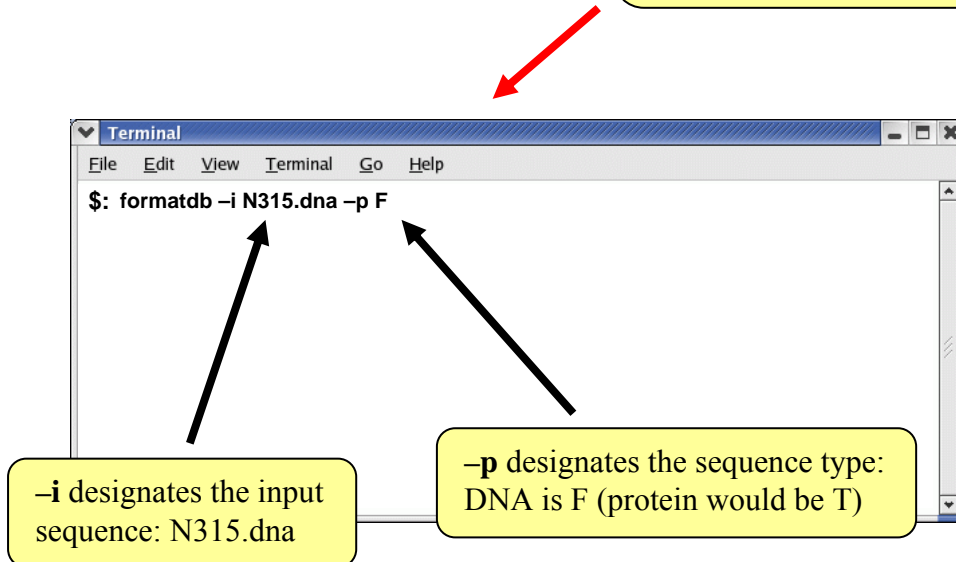 Terminal
File Edit View Terminal Go Help
$: formatdb –i N315.dna –p F
–i designates the input
sequence: N315.dna
–p designates the sequence type:
DNA is F (protein would be T)